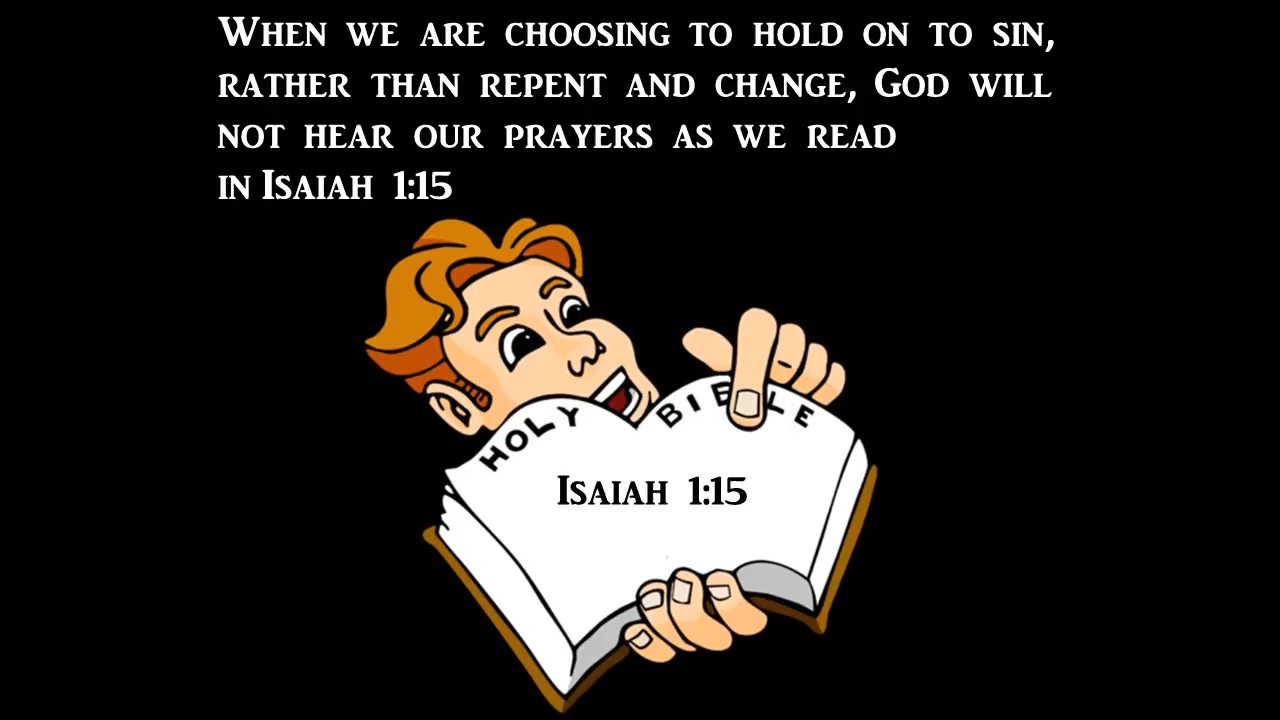 When we are choosing to hold on to sin,
rather than repent and change, God will
not hear our prayers as we read
in Isaiah 1:15
HOLY BIBLE
Isaiah 1:15